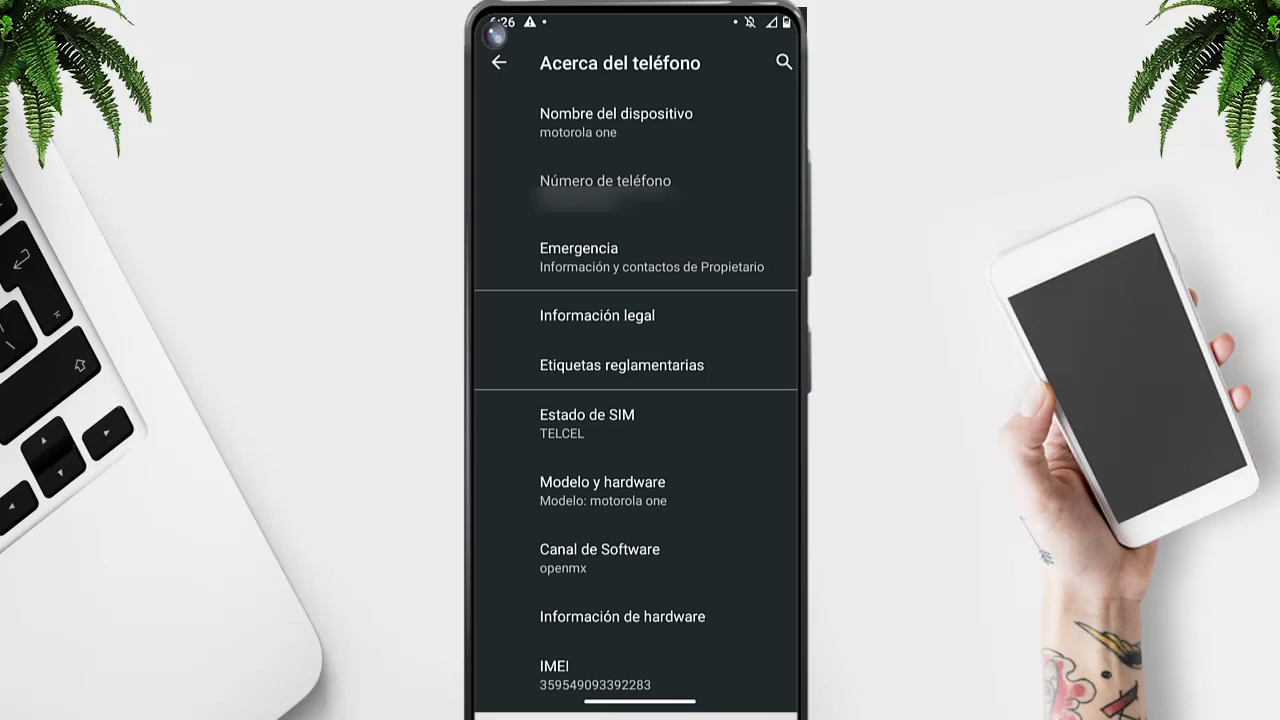 6:26
Acerca del teléfono
Nombre del dispositivo
motorola one
Número de teléfono
Emergencia
Información y contactos de Propietario
Información legal
Etiquetas reglamentarias
Estado de SIM
TELCEL
Modelo y hardware
Modelo: motorola one
Canal de Software
openmx
Información de hardware
IMEI
359549093392283